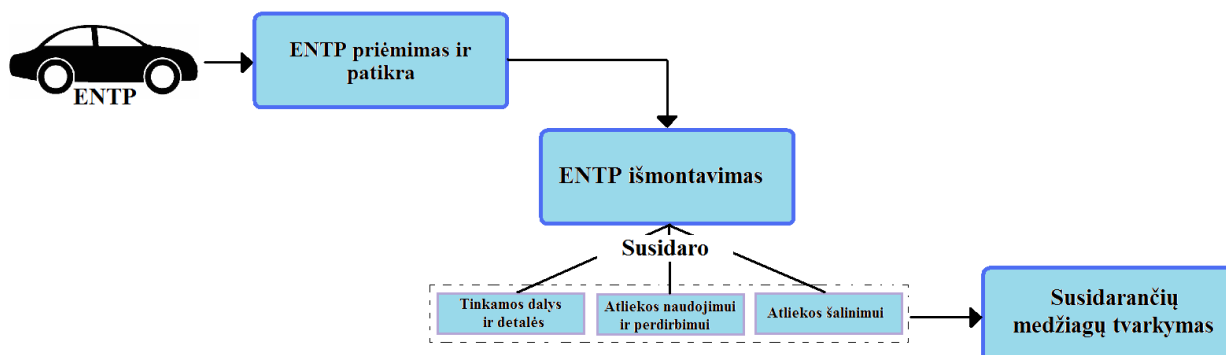 ENTP
ENTP priėmimas ir
patikra
ENTP išmontavimas
Susidaro
Tinkamos dalys
ir detalės
Atliekos naudojimui
ir perdirbimui
Atliekos šalinimui
Susidarančių
medžiagų tvarkymas